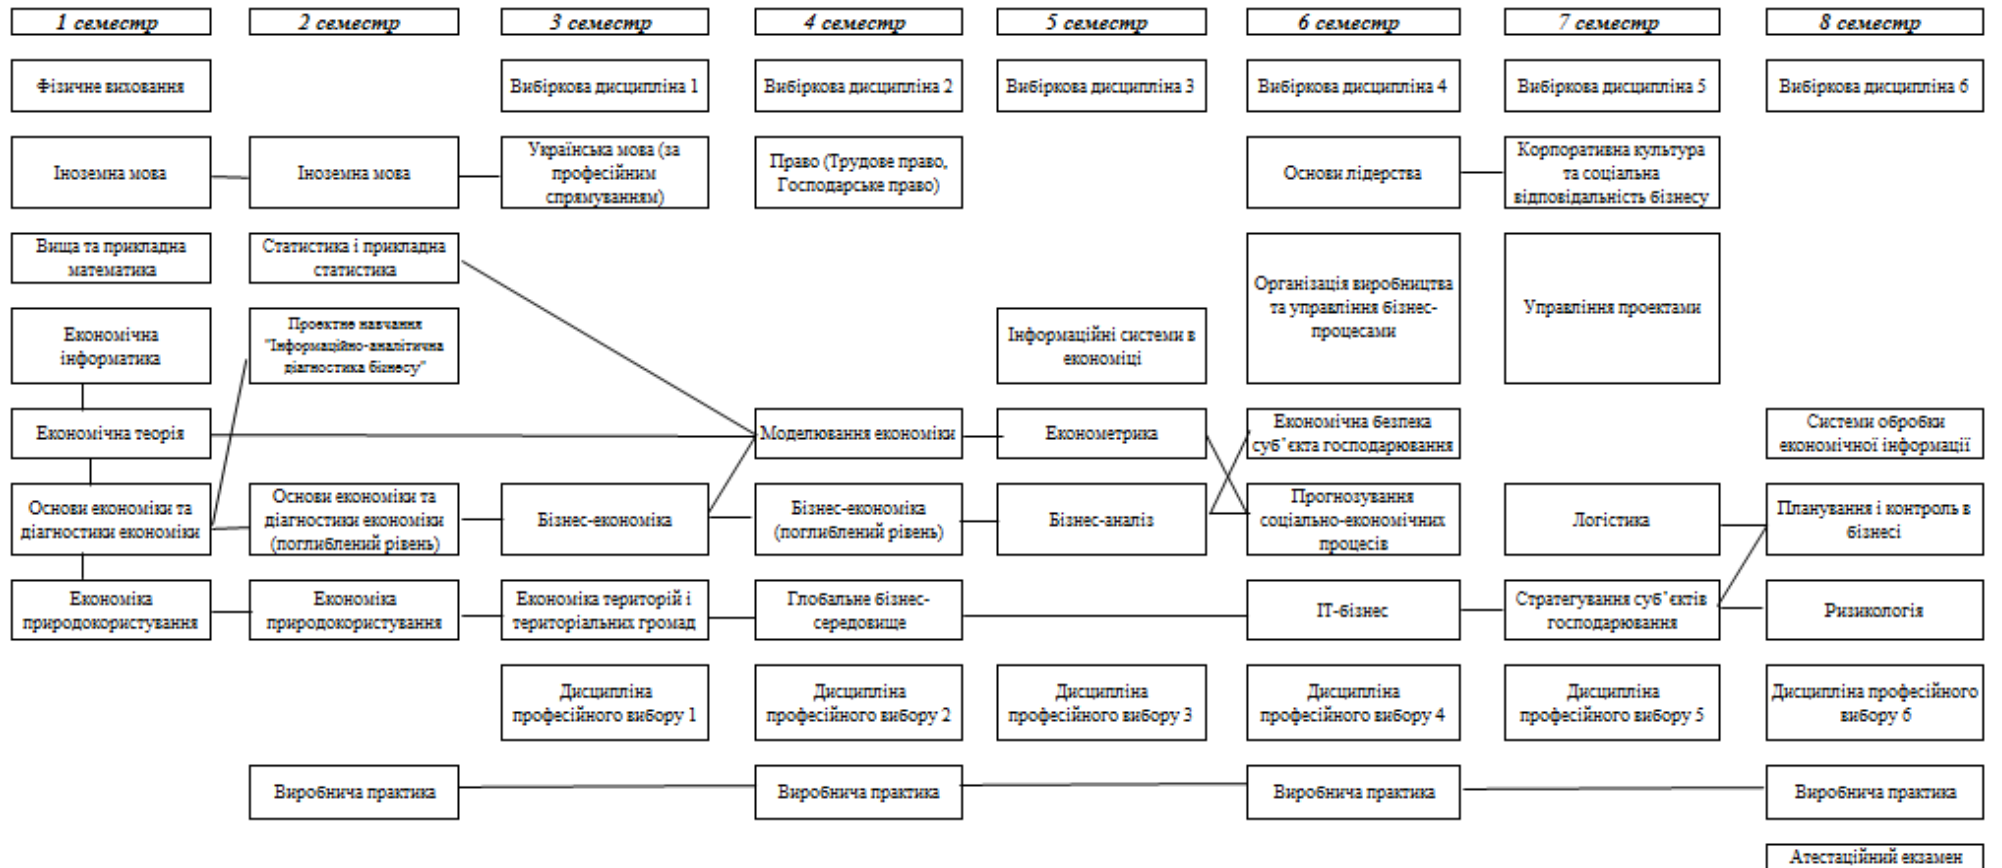 1 семестр
2 семестр
3 семестр
4 семестр
5 семестр
6 семестр
7 семестр
8 семестр
Фізичне виховання
Вибіркова дисципліна 1
Вибіркова дисципліна 2
Вибіркова дисципліна 3
Вибіркова дисципліна 4
Вибіркова дисципліна 5
Вибіркова дисципліна 6
Іноземна мова
Іноземна мова
Українська мова (за
професійним
спрямуванням)
Право (Трудове право,
Господарське право)
Основи лідерства
Корпоративна культура
та соціальна
відповідальність бізнесу
Вища та прикладна
математика
Статистика і прикладна
статистика
Організація виробництва
та управління бізнес-
процесами
Управління проектами
Економічна
інформатика
Проектне навчання
"Інформаційно-аналітична
діагностика бізнесу"
Інформаційні системи в
економіці
Економічна теорія
Моделювання економіки
Економетрика
Економічна безпека
суб'єкта господарювання
Системи обробки
економічної інформації
Основи економіки та
діагностики економіки
Основи економіки та
діагностики економіки
(поглиблений рівень)
Бізнес-економіка
Бізнес-економіка
(поглиблений рівень)
Бізнес-аналіз
Прогнозування
соціально-економічних
процесів
Логістика
Планування і контроль в
бізнесі
Економіка
природокористування
Економіка
природокористування
Економіка територій і
територіальних громад
Глобальне бізнес-
середовище
ІТ-бізнес
Стратегування суб'єктів
господарювання
Ризикологія
Дисципліна
професійного вибору 1
Дисципліна
професійного вибору 2
Дисципліна
професійного вибору 3
Дисципліна
професійного вибору 4
Дисципліна
професійного вибору 5
Дисципліна професійного
вибору 6
Виробнича практика
Виробнича практика
Виробнича практика
Виробнича практика
Атестаційний екзамен